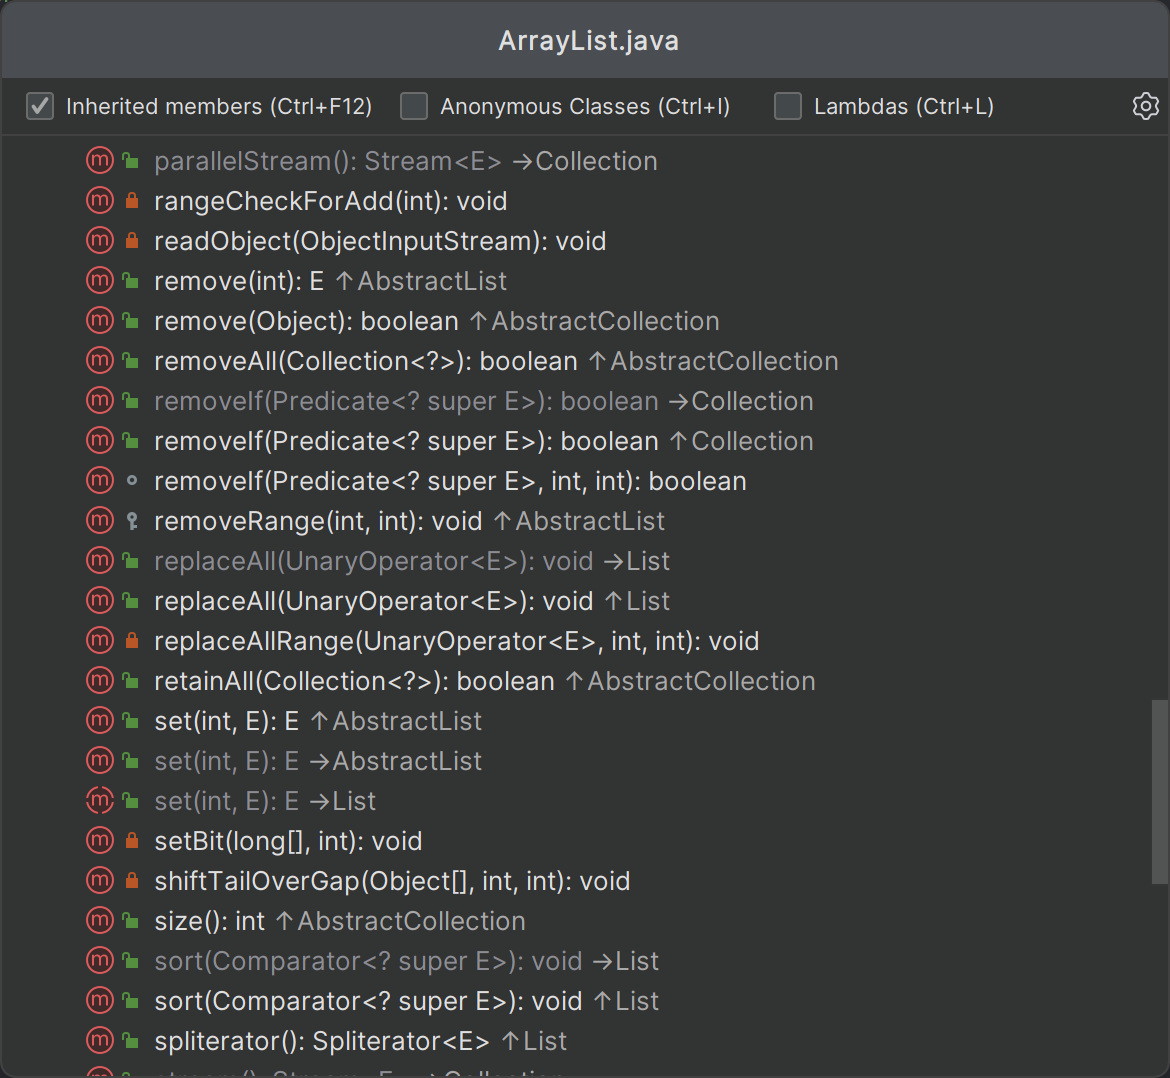 ArrayList.java
Inherited members (Ctrl+F12) Anonymous Classes (Ctrl+I) Lambdas (Ctrl+L)
m parallelStream(): Stream<E> →Collection
m rangeCheckForAdd(int): void
m readObject(ObjectInputStream): void
m remove(int): E ↑AbstractList
m remove(Object): boolean ↑AbstractCollection
m removeAll(Collection<?>): boolean ↑AbstractCollection
m removeIf(Predicate<? super E>): boolean →Collection
m removeIf(Predicate<? super E>): boolean ↑Collection
m removeIf(Predicate<? super E>, int, int): boolean
m removeRange(int, int): void ↑AbstractList
m replaceAll(UnaryOperator<E>): void →List
m replaceAll(UnaryOperator<E>): void ↑List
m replaceAllRange(UnaryOperator<E>, int, int): void
m retainAll(Collection<?>): boolean ↑AbstractCollection
m set(int, E): E ↑AbstractList
m set(int, E): E →AbstractList
m set(int, E): E →List
m setBit(long[], int): void
m shiftTailOverGap(Object[], int, int): void
m size(): int ↑AbstractCollection
m sort(Comparator<? super E>): void →List
m sort(Comparator<? super E>): void ↑List
m spliterator(): Spliterator<E> ↑List